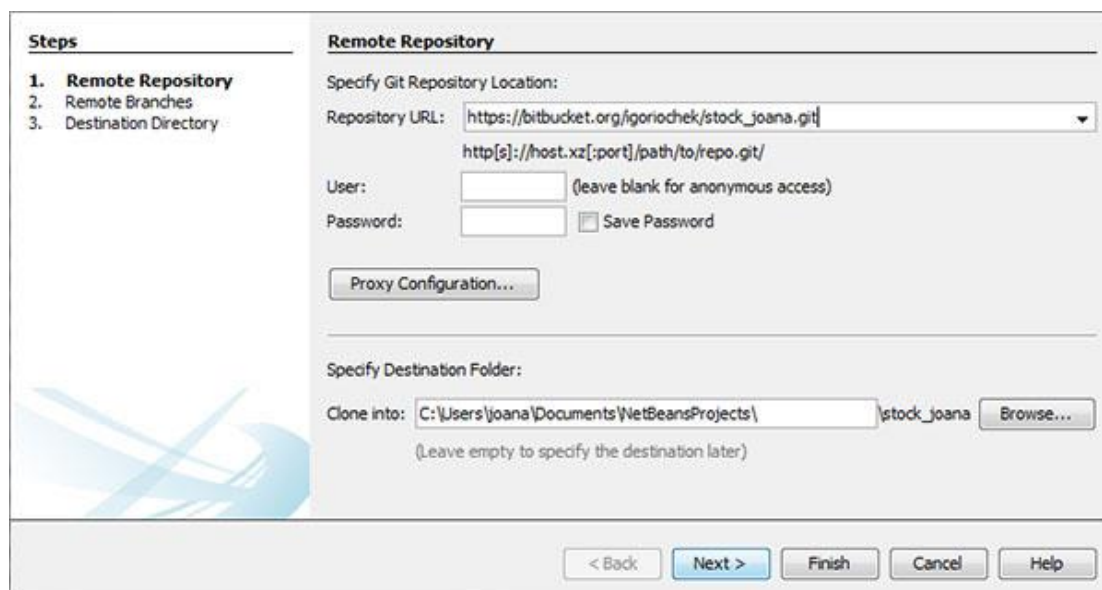 Steps
1. Remote Repository
2. Remote Branches
3. Destination Directory
Remote Repository
Specify Git Repository Location:
Repository URL: https://bitbucket.org/igoriochek/stock_joana.git
http[s]://host.xz[:port]/path/to/repo.git/
User: (leave blank for anonymous access)
Password: Save Password
Proxy Configuration...
Specify Destination Folder:
Clone into: C:\Users\joana\Documents\NetBeansProjects\ \stock_joana Browse...
(Leave empty to specify the destination later)
< Back Next > Finish Cancel Help